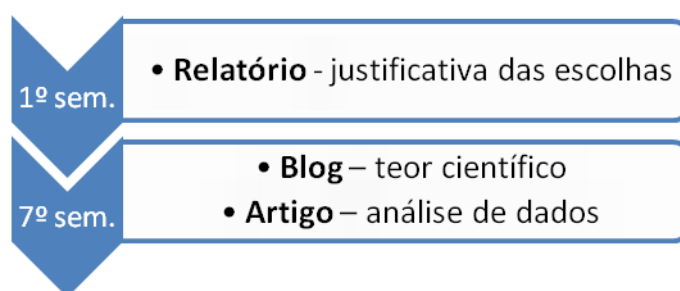 1º sem.
• Relatório - justificativa das escolhas
7º sem.
• Blog – teor científico
• Artigo – análise de dados